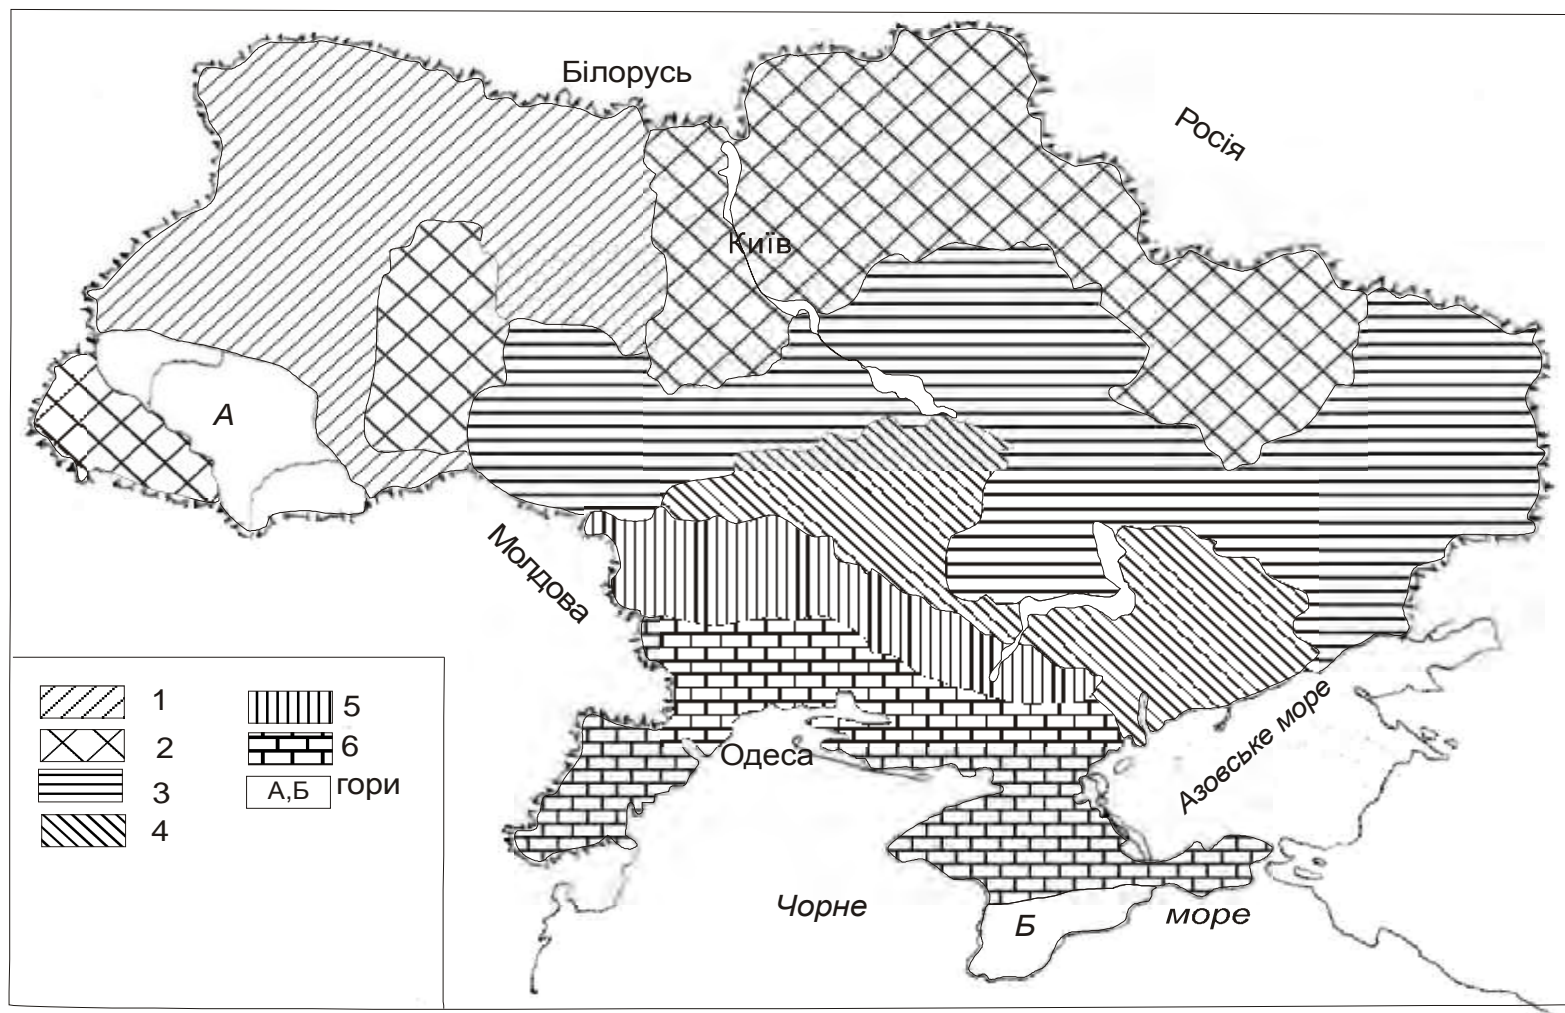 Білорусь
Росія
Київ
А
Молдова
Азовське море
Одеса
Чорне
море
Б
1
2
3
4
5
6
А,Б гори